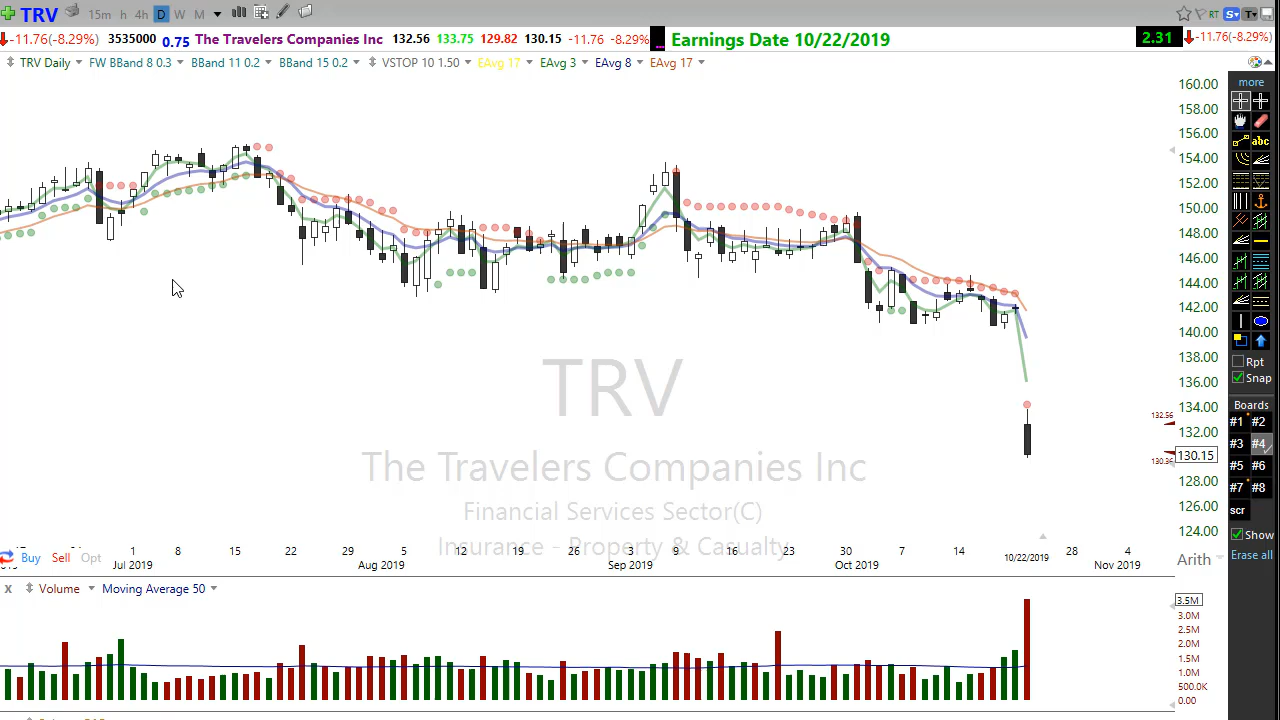 TRV 15m h 4h D W M RT S T
-11.76(-8.29%) 3535000 0.75 The Travelers Companies Inc 132.56 133.75 129.82 130.15 -11.76 -8.29% ... Earnings Date 10/22/2019 2.31 -11.76(-8.29%)
TRV Daily FW BBand 8 0.3 BBand 11 0.2 BBand 15 0.2 VSTOP 10 1.50 EAvg 17 EAvg 3 EAvg 8 EAvg 17
more
abc
160.00
158.00
156.00
154.00
152.00
150.00
148.00
146.00
144.00
142.00
140.00
138.00
136.00
134.00
132.00
130.15
128.00
126.00
124.00
132.56
130.36
TRV
The Travelers Companies Inc
Financial Services Sector(C)
Insurance - Property & Casualty
Rpt
Snap
Boards
#1 #2
#3 #4
#5 #6
#7 #8
scr
Show
Erase all
1 8 15 22 29 5 12 19 26 3 9 16 23 30 7 14 10/22/2019 28 4
Jul 2019 Aug 2019 Sep 2019 Oct 2019 Nov 2019
Buy Sell Opt
Arith
X Volume Moving Average 50
3.5M
3.0M
2.5M
2.0M
1.5M
1.0M
500.0K
0.00